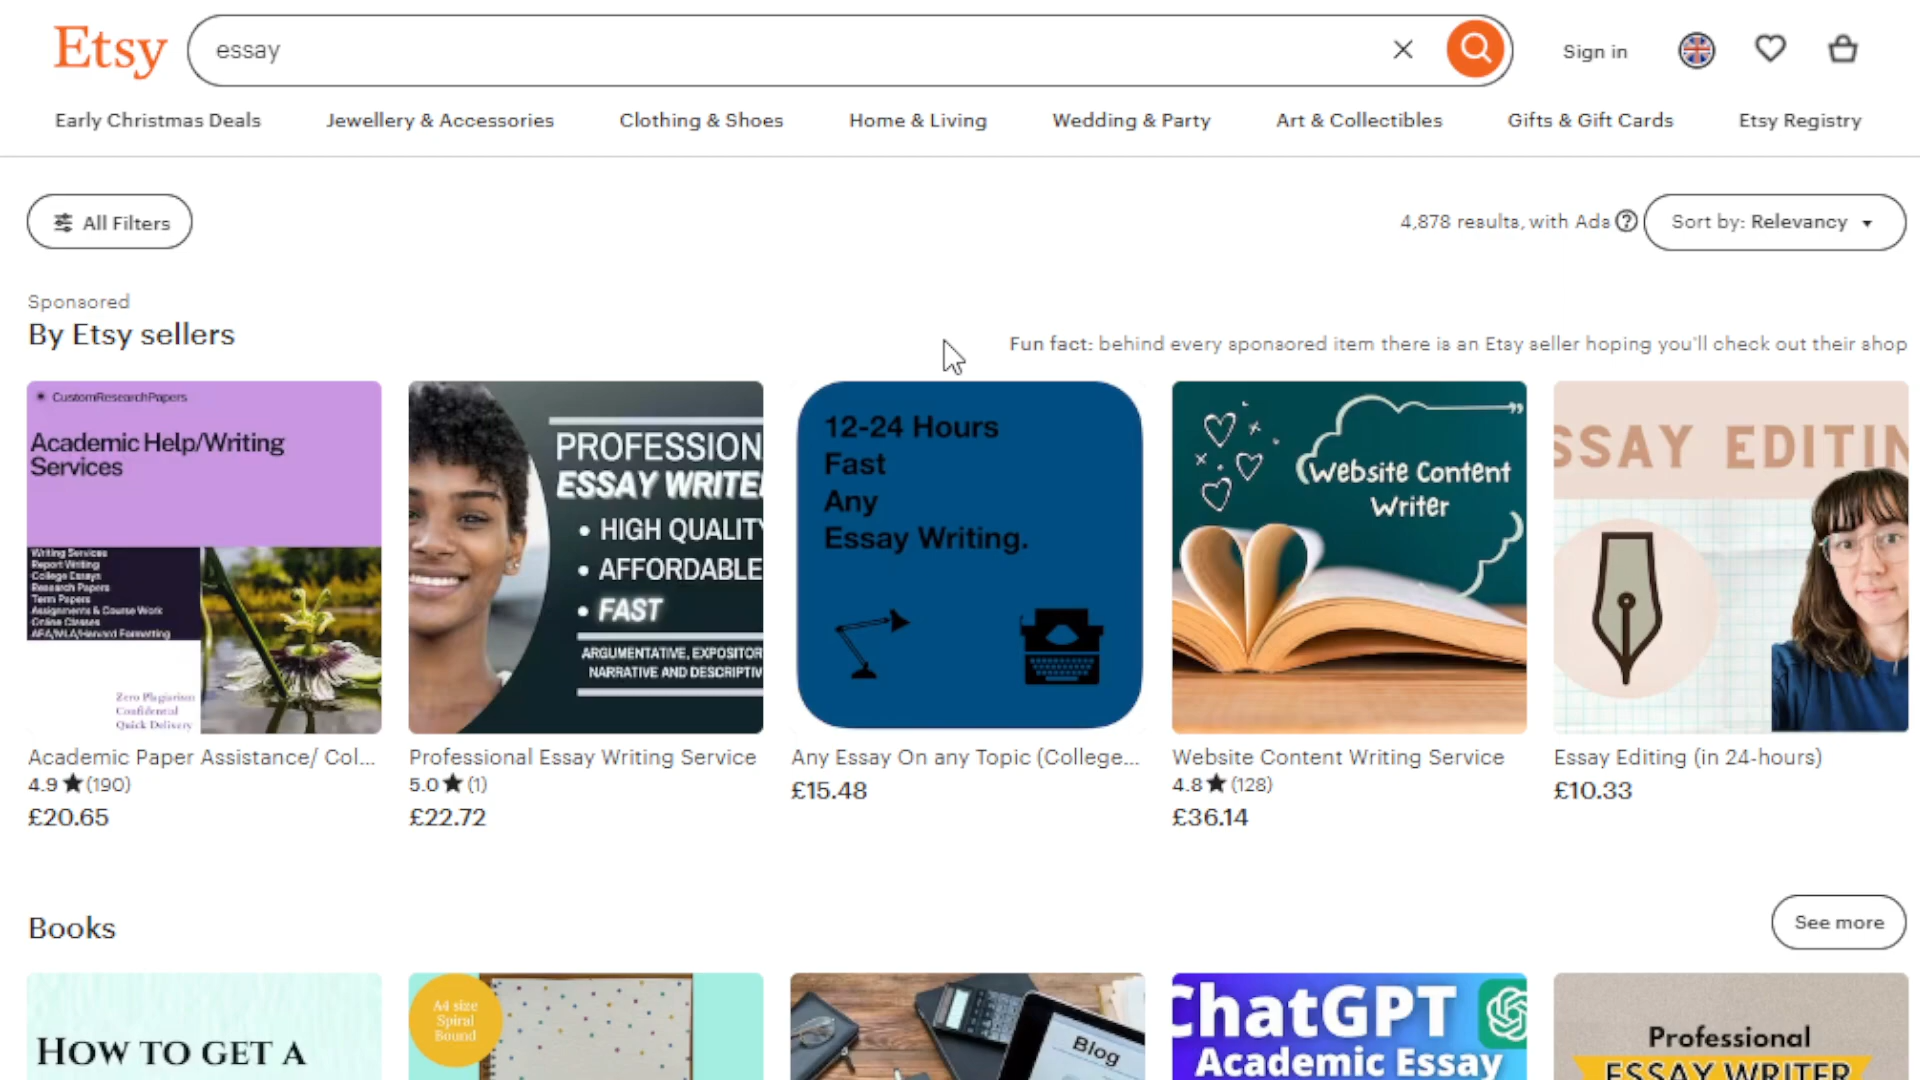 Etsy
essay
Sign in
Early Christmas Deals
Jewellery & Accessories
Clothing & Shoes
Home & Living
Wedding & Party
Art & Collectibles
Gifts & Gift Cards
Etsy Registry
All Filters
4,878 results, with Ads
Sort by: Relevancy
Sponsored
By Etsy sellers
Fun fact: behind every sponsored item there is an Etsy seller hoping you'll check out their shop
CustomResearchPapers
Academic Help/Writing
Services
Writing Services
Report Writing
College Essays
Research Papers
Term Papers
Assignments & Course Work
Online Classes
APA/MLA/Harvard Formatting
Zero Plagiarism
Confidential
Quick Delivery
PROFESSION
ESSAY WRITE
• HIGH QUALITY
• AFFORDABLE
• FAST
ARGUMENTATIVE, EXPOSITOR
NARRATIVE AND DESCRIPTIV
12-24 Hours
Fast
Any
Essay Writing.
Website Content
Writer
SSAY EDITIN
Academic Paper Assistance/ Col...
4.9 ★ (190)
£20.65
Professional Essay Writing Service
5.0 ★ (1)
£22.72
Any Essay On any Topic (College...
£15.48
Website Content Writing Service
4.8 ★ (128)
£36.14
Essay Editing (in 24-hours)
£10.33
Books
See more
HOW TO GET A
A4 size
Spiral
Bound
Blog
ChatGPT
Academic Essay
Professional
ESSAY WRITER